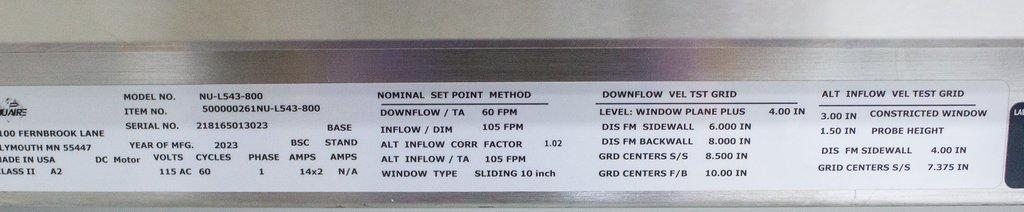 UAIRE
100 FERNBROOK LANE
LYMOUTH MN 55447
ADE IN USA
LASS II A2
MODEL NO. NU-L543-800
ITEM NO. 500000261NU-L543-800
SERIAL NO. 218165013023
YEAR OF MFG. 2023
DC Motor VOLTS CYCLES PHASE BSC AMPS BASE STAND AMPS
115 AC 60 1 14x2 N/A
NOMINAL SET POINT METHOD
DOWNFLOW / TA 60 FPM
INFLOW / DIM 105 FPM
ALT INFLOW CORR FACTOR 1.02
ALT INFLOW / TA 105 FPM
WINDOW TYPE SLIDING 10 inch
DOWNFLOW VEL TST GRID
LEVEL: WINDOW PLANE PLUS 4.00 IN
DIS FM SIDEWALL 6.000 IN
DIS FM BACKWALL 8.000 IN
GRD CENTERS S/S 8.500 IN
GRD CENTERS F/B 10.00 IN
ALT INFLOW VEL TEST GRID
3.00 IN CONSTRICTED WINDOW
1.50 IN PROBE HEIGHT
DIS FM SIDEWALL 4.00 IN
GRD CENTERS S/S 7.375 IN
LA